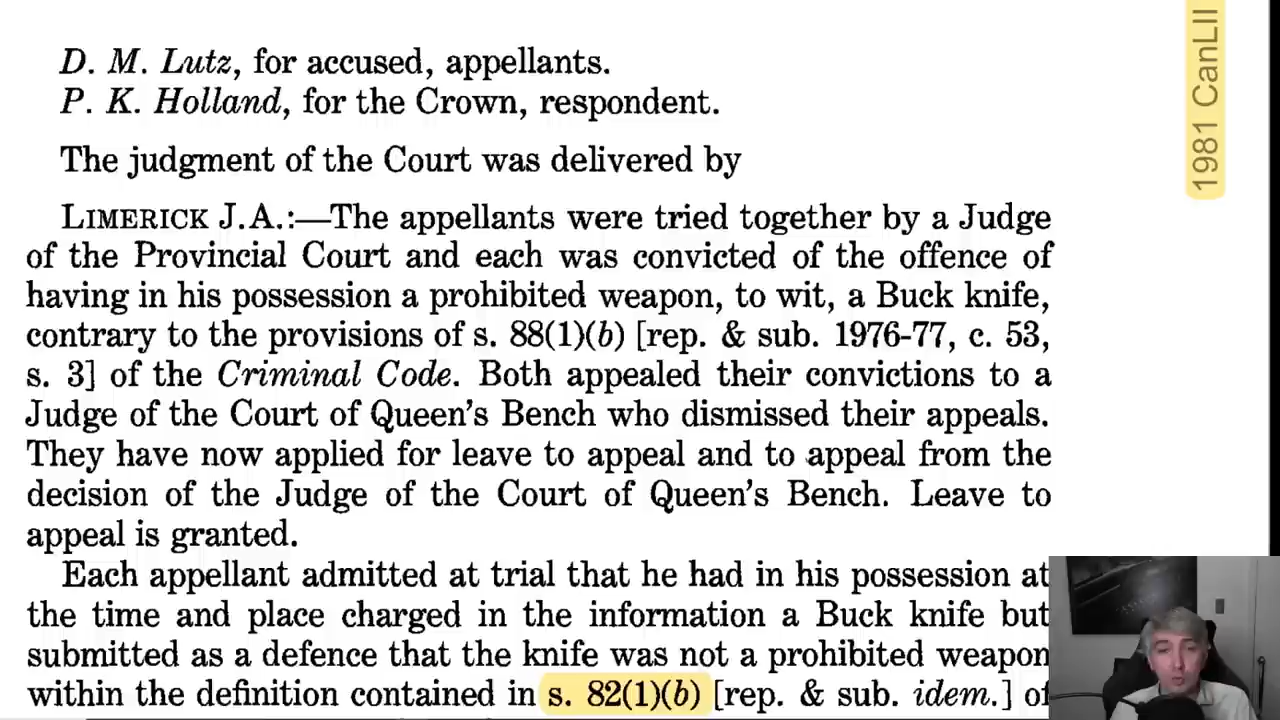 D. M. Lutz, for accused, appellants.
P. K. Holland, for the Crown, respondent.
The judgment of the Court was delivered by
LIMERICK J.A.:—The appellants were tried together by a Judge
of the Provincial Court and each was convicted of the offence of
having in his possession a prohibited weapon, to wit, a Buck knife,
contrary to the provisions of s. 88(1)(b) [rep. & sub. 1976-77, c. 53,
s. 3] of the Criminal Code. Both appealed their convictions to a
Judge of the Court of Queen's Bench who dismissed their appeals.
They have now applied for leave to appeal and to appeal from the
decision of the Judge of the Court of Queen's Bench. Leave to
appeal is granted.
Each appellant admitted at trial that he had in his possession at
the time and place charged in the information a Buck knife but
submitted as a defence that the knife was not a prohibited weapon
within the definition contained in s. 82(1)(b) [rep. & sub. idem.] of
1981 CanLII